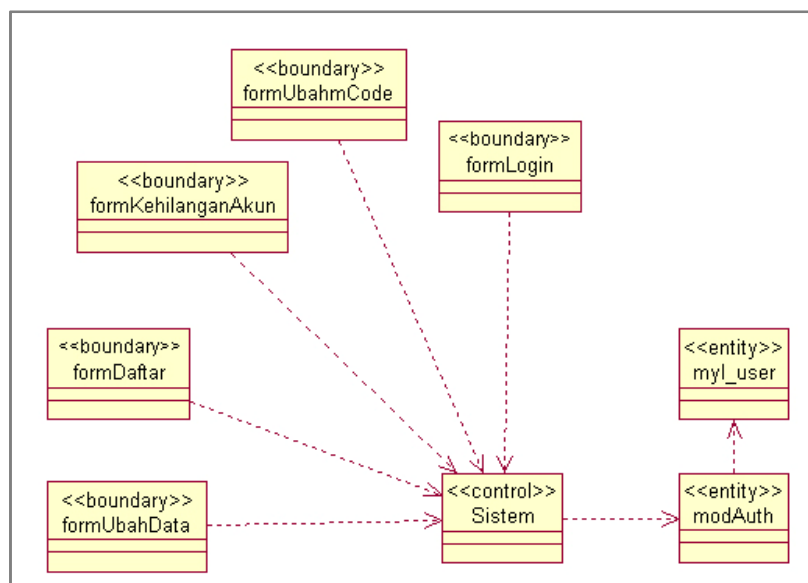 <<boundary>>
formUbahmCode
<<boundary>>
formLogin
<<boundary>>
formKehilanganAkun
<<boundary>>
formDaftar
<<entity>>
myl_user
<<boundary>>
formUbahData
<<control>>
Sistem
<<entity>>
modAuth